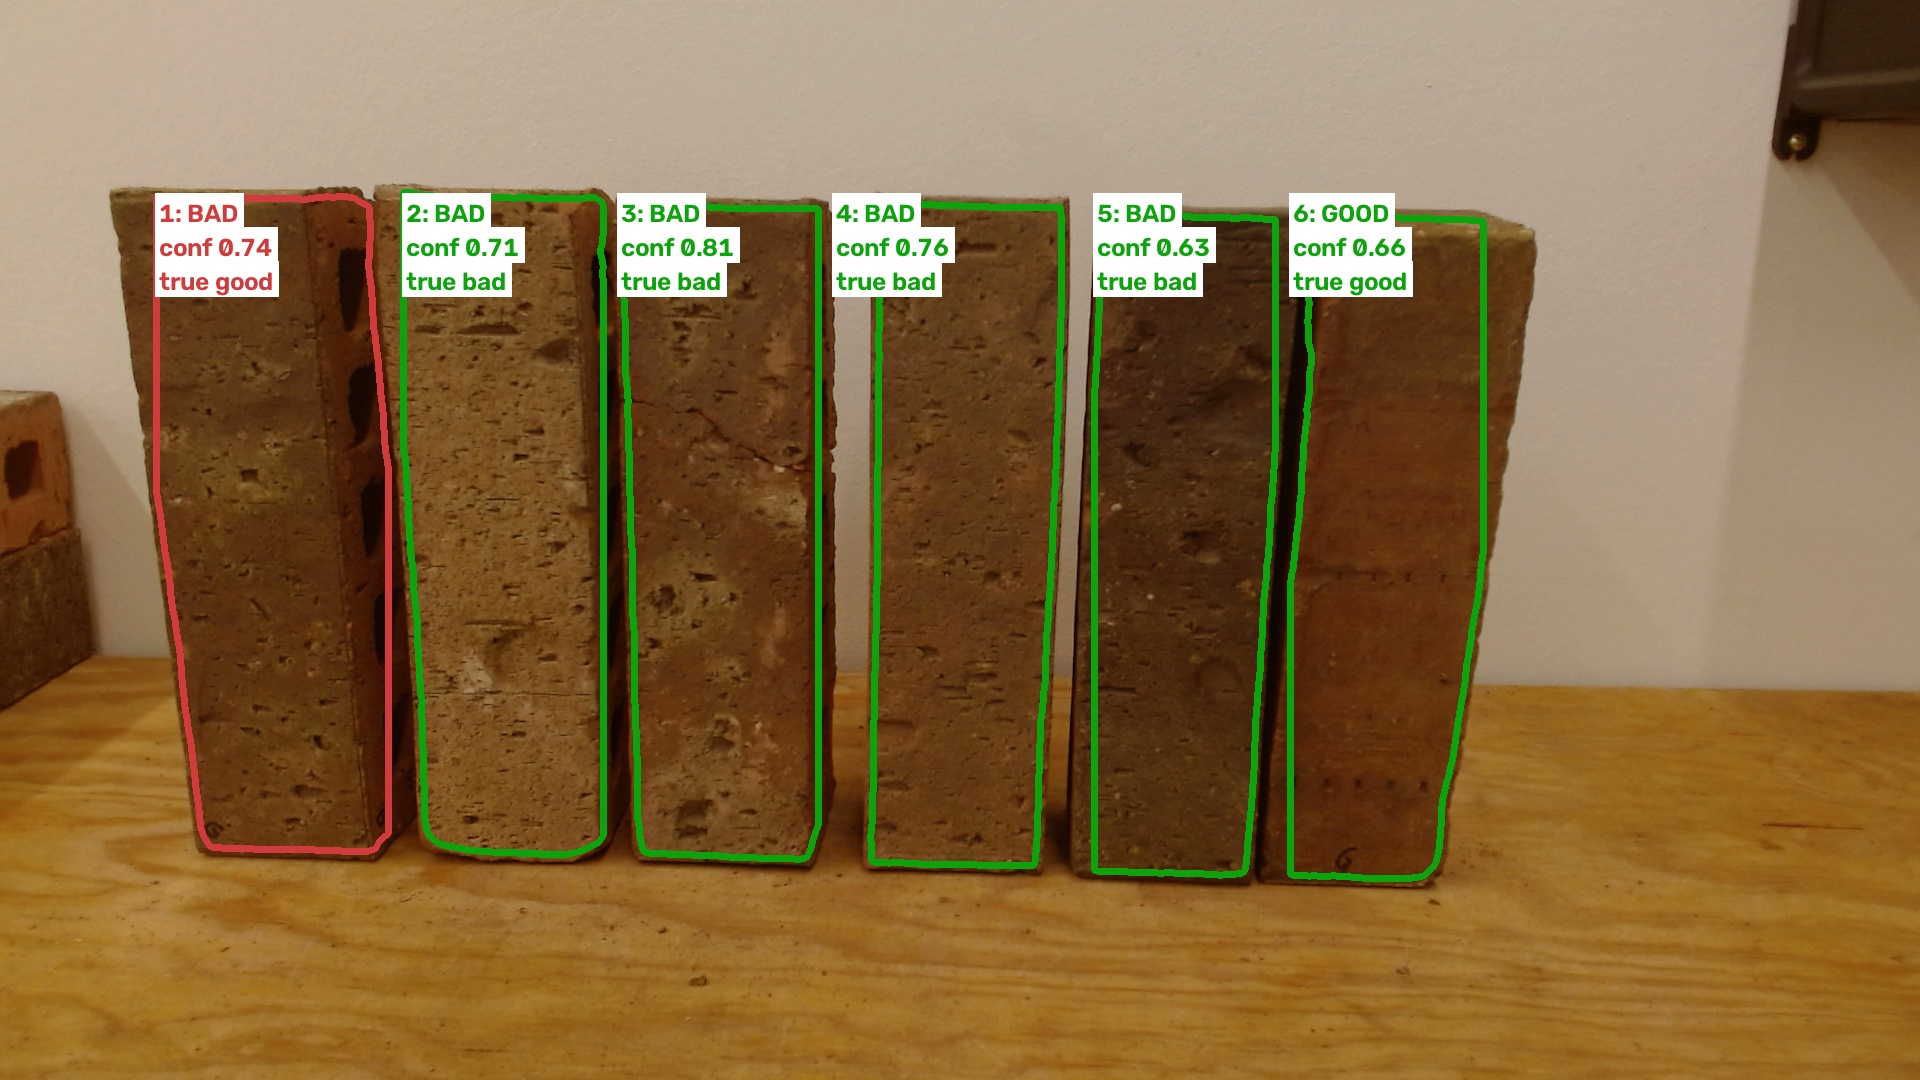 1: BAD
conf 0.74
true good
2: BAD
conf 0.71
true bad
3: BAD
conf 0.81
true bad
4: BAD
conf 0.76
true bad
5: BAD
conf 0.63
true bad
6: GOOD
conf 0.66
true good
G
G